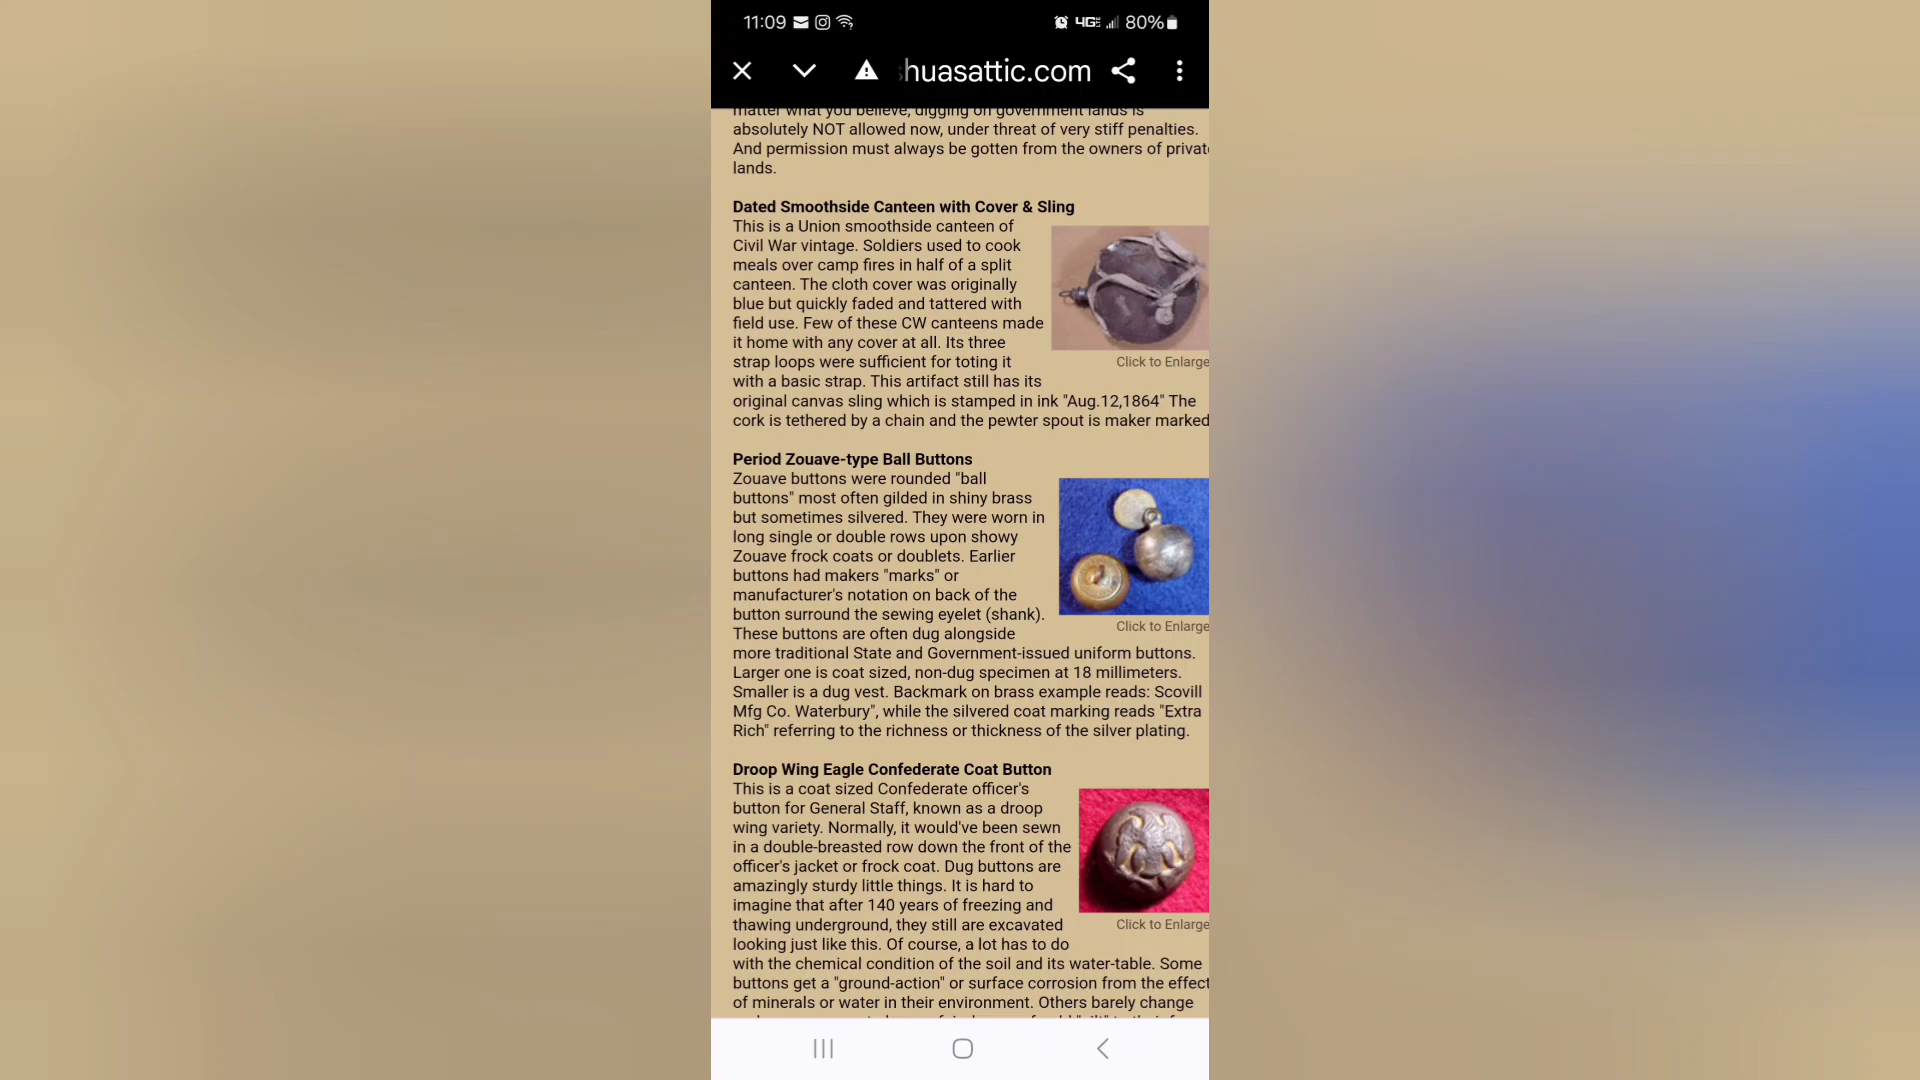 11:09
4G 80%
huasattic.com
matter what you believe, digging on government lands is
absolutely NOT allowed now, under threat of very stiff penalties.
And permission must always be gotten from the owners of privat
lands.
Dated Smoothside Canteen with Cover & Sling
This is a Union smoothside canteen of
Civil War vintage. Soldiers used to cook
meals over camp fires in half of a split
canteen. The cloth cover was originally
blue but quickly faded and tattered with
field use. Few of these CW canteens made
it home with any cover at all. Its three
strap loops were sufficient for toting it
with a basic strap. This artifact still has its
original canvas sling which is stamped in ink "Aug.12,1864" The
cork is tethered by a chain and the pewter spout is maker marked
Click to Enlarge
Period Zouave-type Ball Buttons
Zouave buttons were rounded "ball
buttons" most often gilded in shiny brass
but sometimes silvered. They were worn in
long single or double rows upon showy
Zouave frock coats or doublets. Earlier
buttons had makers "marks" or
manufacturer's notation on back of the
button surround the sewing eyelet (shank).
These buttons are often dug alongside
more traditional State and Government-issued uniform buttons.
Larger one is coat sized, non-dug specimen at 18 millimeters.
Smaller is a dug vest. Backmark on brass example reads: Scovill
Mfg Co. Waterbury", while the silvered coat marking reads "Extra
Rich" referring to the richness or thickness of the silver plating.
Click to Enlarge
Droop Wing Eagle Confederate Coat Button
This is a coat sized Confederate officer's
button for General Staff, known as a droop
wing variety. Normally, it would've been sewn
in a double-breasted row down the front of the
officer's jacket or frock coat. Dug buttons are
amazingly sturdy little things. It is hard to
imagine that after 140 years of freezing and
thawing underground, they still are excavated
looking just like this. Of course, a lot has to do
with the chemical condition of the soil and its water-table. Some
buttons get a "ground-action" or surface corrosion from the effect
of minerals or water in their environment. Others barely change
Click to Enlarge